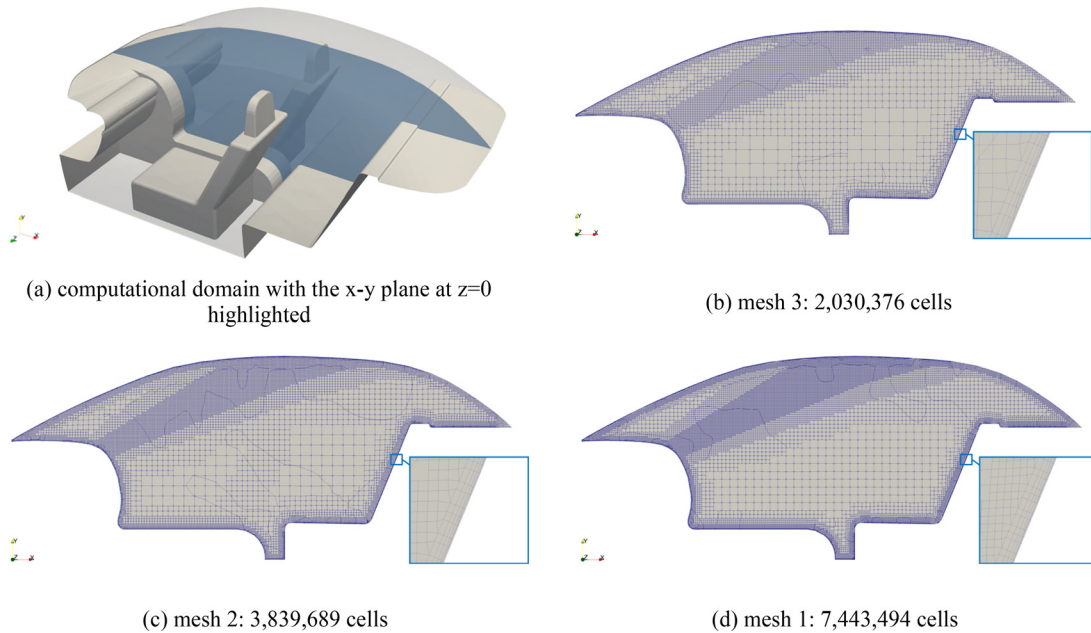 (a) computational domain with the x-y plane at z=0
highlighted
(b) mesh 3: 2,030,376 cells
(c) mesh 2: 3,839,689 cells
(d) mesh 1: 7,443,494 cells